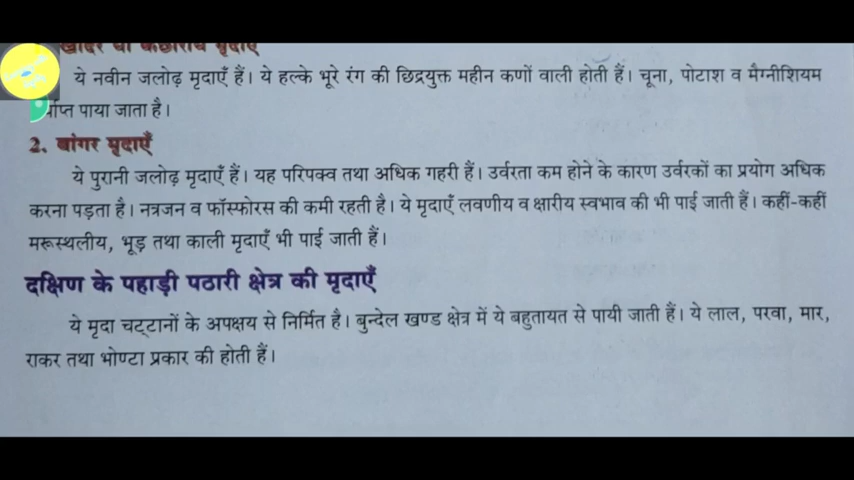 खादर या कछारीय मृदाएँ
ये नवीन जलोढ़ मृदाएँ हैं। ये हल्के भूरे रंग की छिद्रयुक्त महीन कणों वाली होती हैं। चूना, पोटाश व मैग्नीशियम
पाया जाता है।
2. बांगर मृदाएँ
ये पुरानी जलोढ़ मृदाएँ हैं। यह परिपक्व तथा अधिक गहरी हैं। उर्वरता कम होने के कारण उर्वरकों का प्रयोग अधिक
करना पड़ता है। नत्रजन व फॉस्फोरस की कमी रहती है। ये मृदाएँ लवणीय व क्षारीय स्वभाव की भी पाई जाती हैं। कहीं-कहीं
मरूस्थलीय, भूड़ तथा काली मृदाएँ भी पाई जाती हैं।
दक्षिण के पहाड़ी पठारी क्षेत्र की मृदाएँ
ये मृदा चट्टानों के अपक्षय से निर्मित है। बुन्देल खण्ड क्षेत्र में ये बहुतायत से पायी जाती हैं। ये लाल, परवा, मार,
राकर तथा भोण्टा प्रकार की होती हैं।